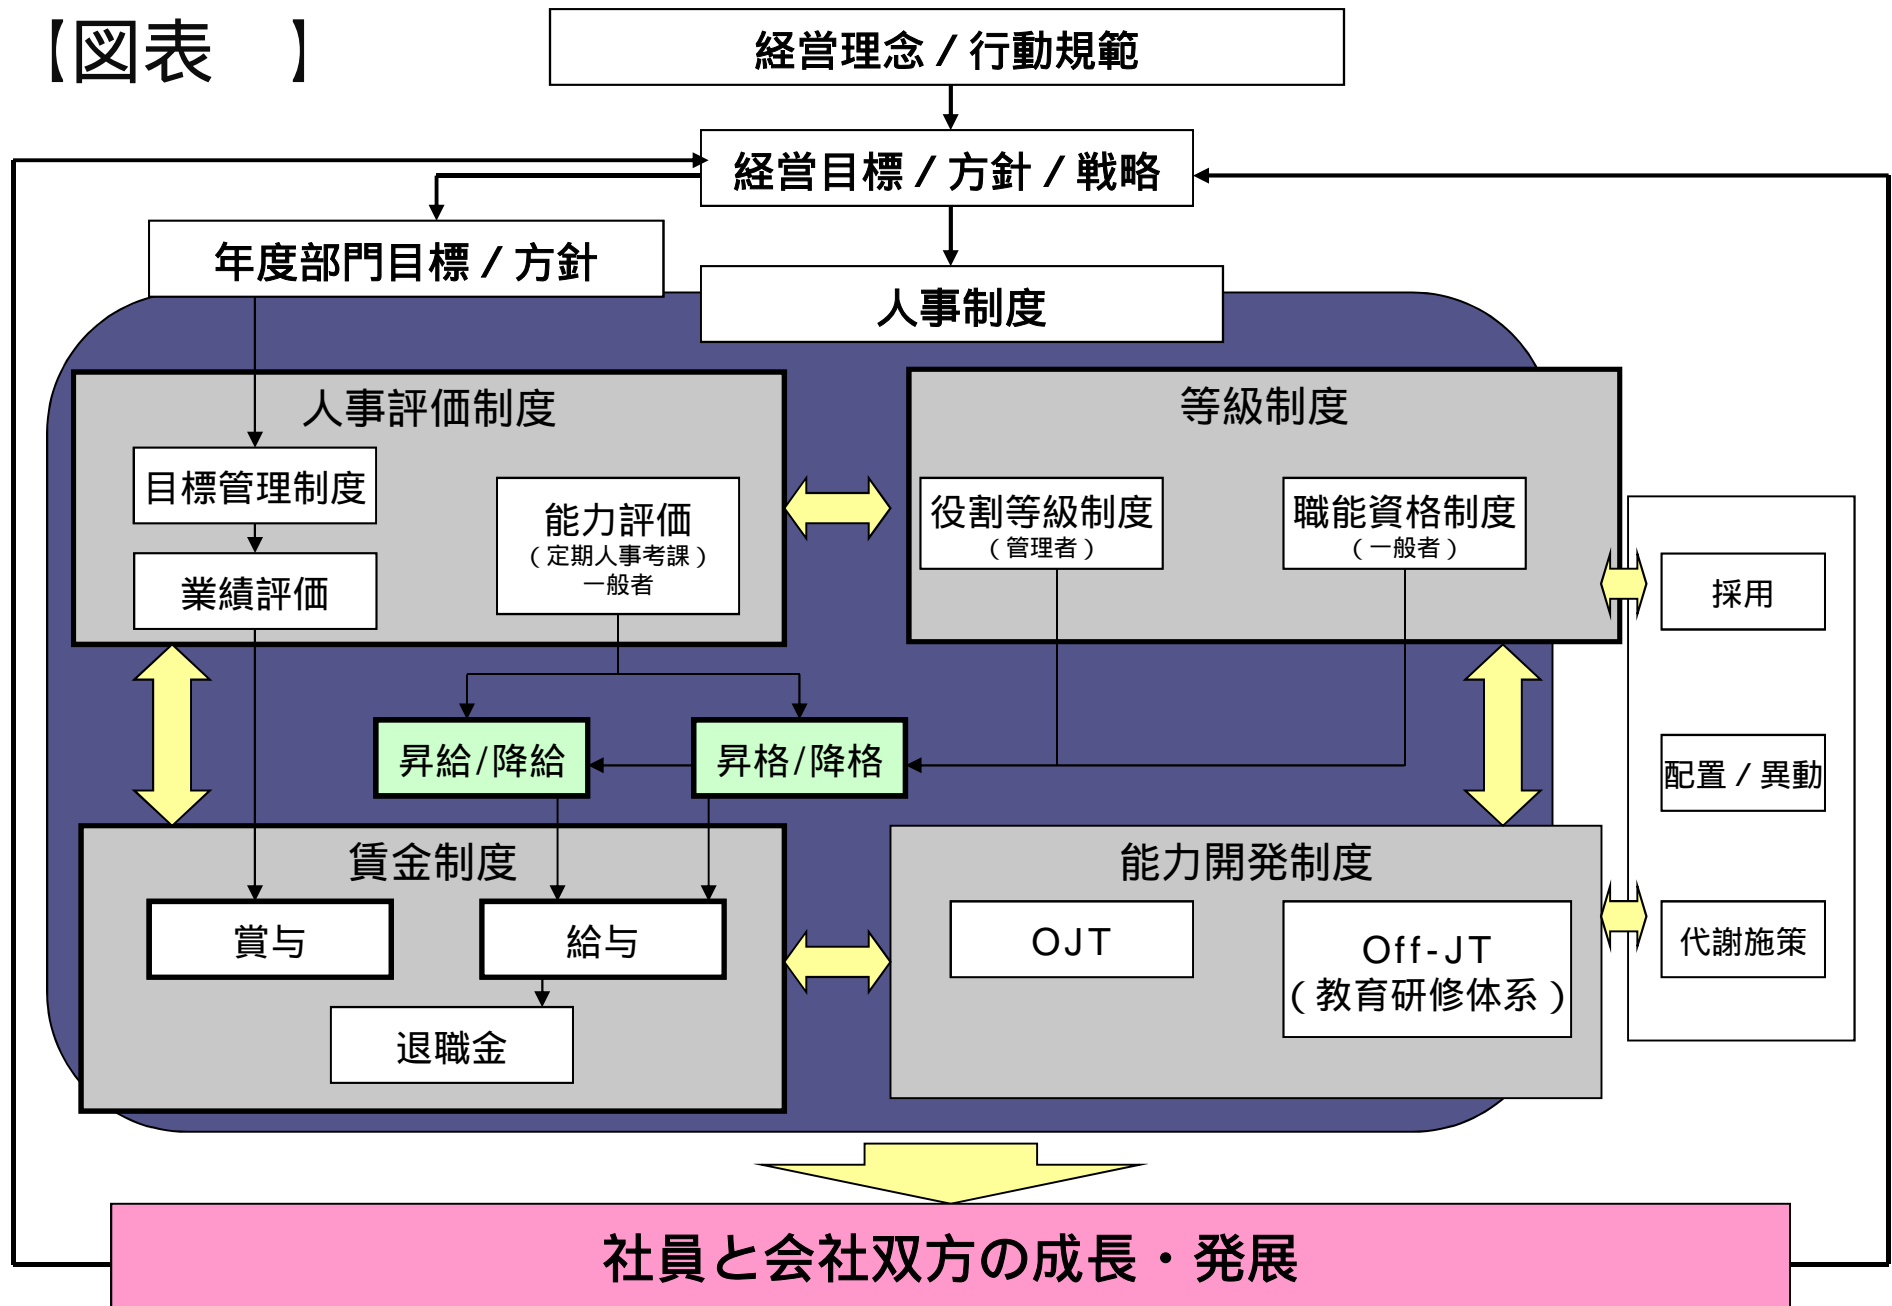 【図表　】
経営理念／行動規範
経営目標／方針／戦略
年度部門目標／方針
人事制度
人事評価制度
目標管理制度
業績評価
能力評価
（定期人事考課）
一般者
等級制度
役割等級制度
（管理者）
職能資格制度
（一般者）
採用
配置／異動
代謝施策
昇給/降給
昇格/降格
賃金制度
賞与
給与
退職金
能力開発制度
OJT
Off-JT
（教育研修体系）
社員と会社双方の成長・発展